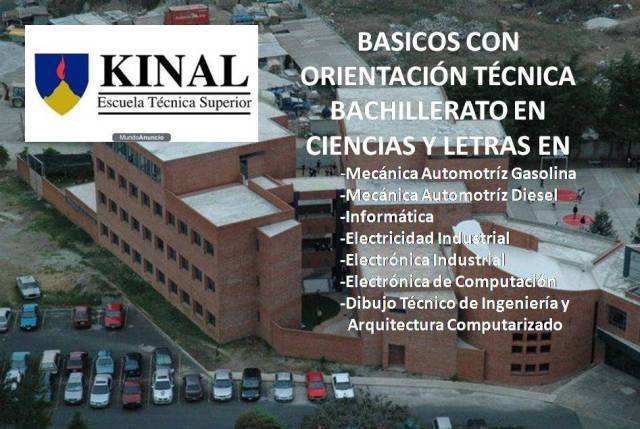 KINAL
Escuela Técnica Superior
MundoAnuncio
BASICOS CON
ORIENTACIÓN TÉCNICA
BACHILLERATO EN
CIENCIAS Y LETRAS EN
-Mecánica Automotríz Gasolina
-Mecánica Automotríz Diesel
-Informática
-Electricidad Industrial
-Electrónica Industrial
-Electrónica de Computación
-Dibujo Técnico de Ingeniería y
Arquitectura Computarizado